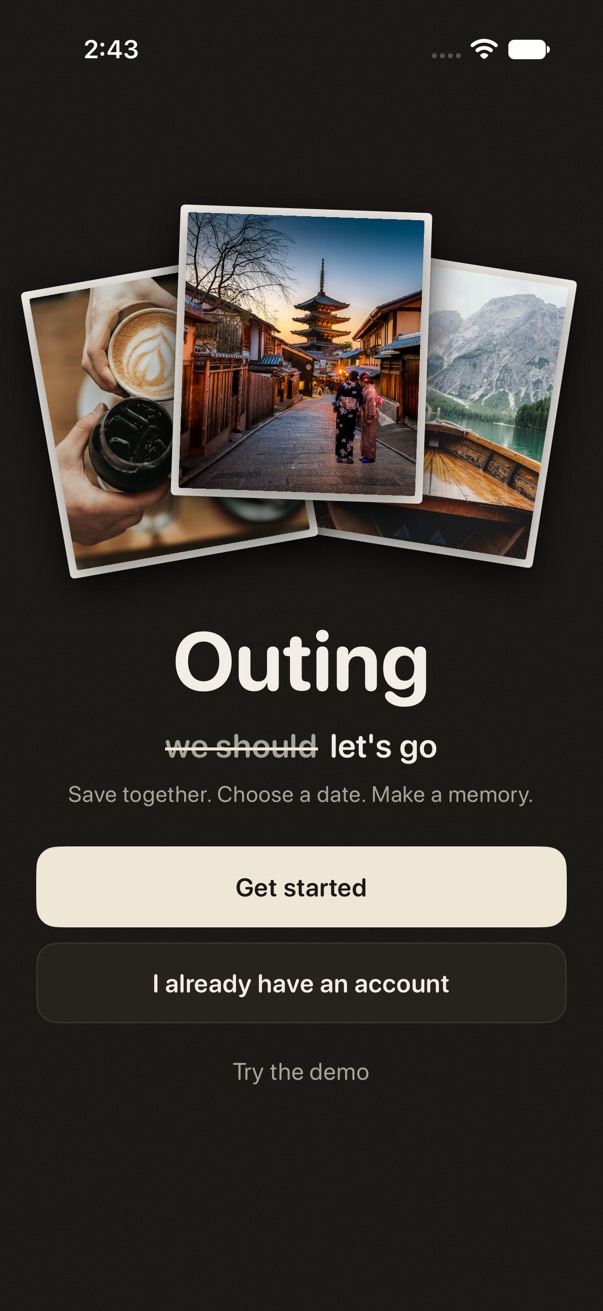 2:43
Outing
we should let's go
Save together. Choose a date. Make a memory.
Get started
I already have an account
Try the demo